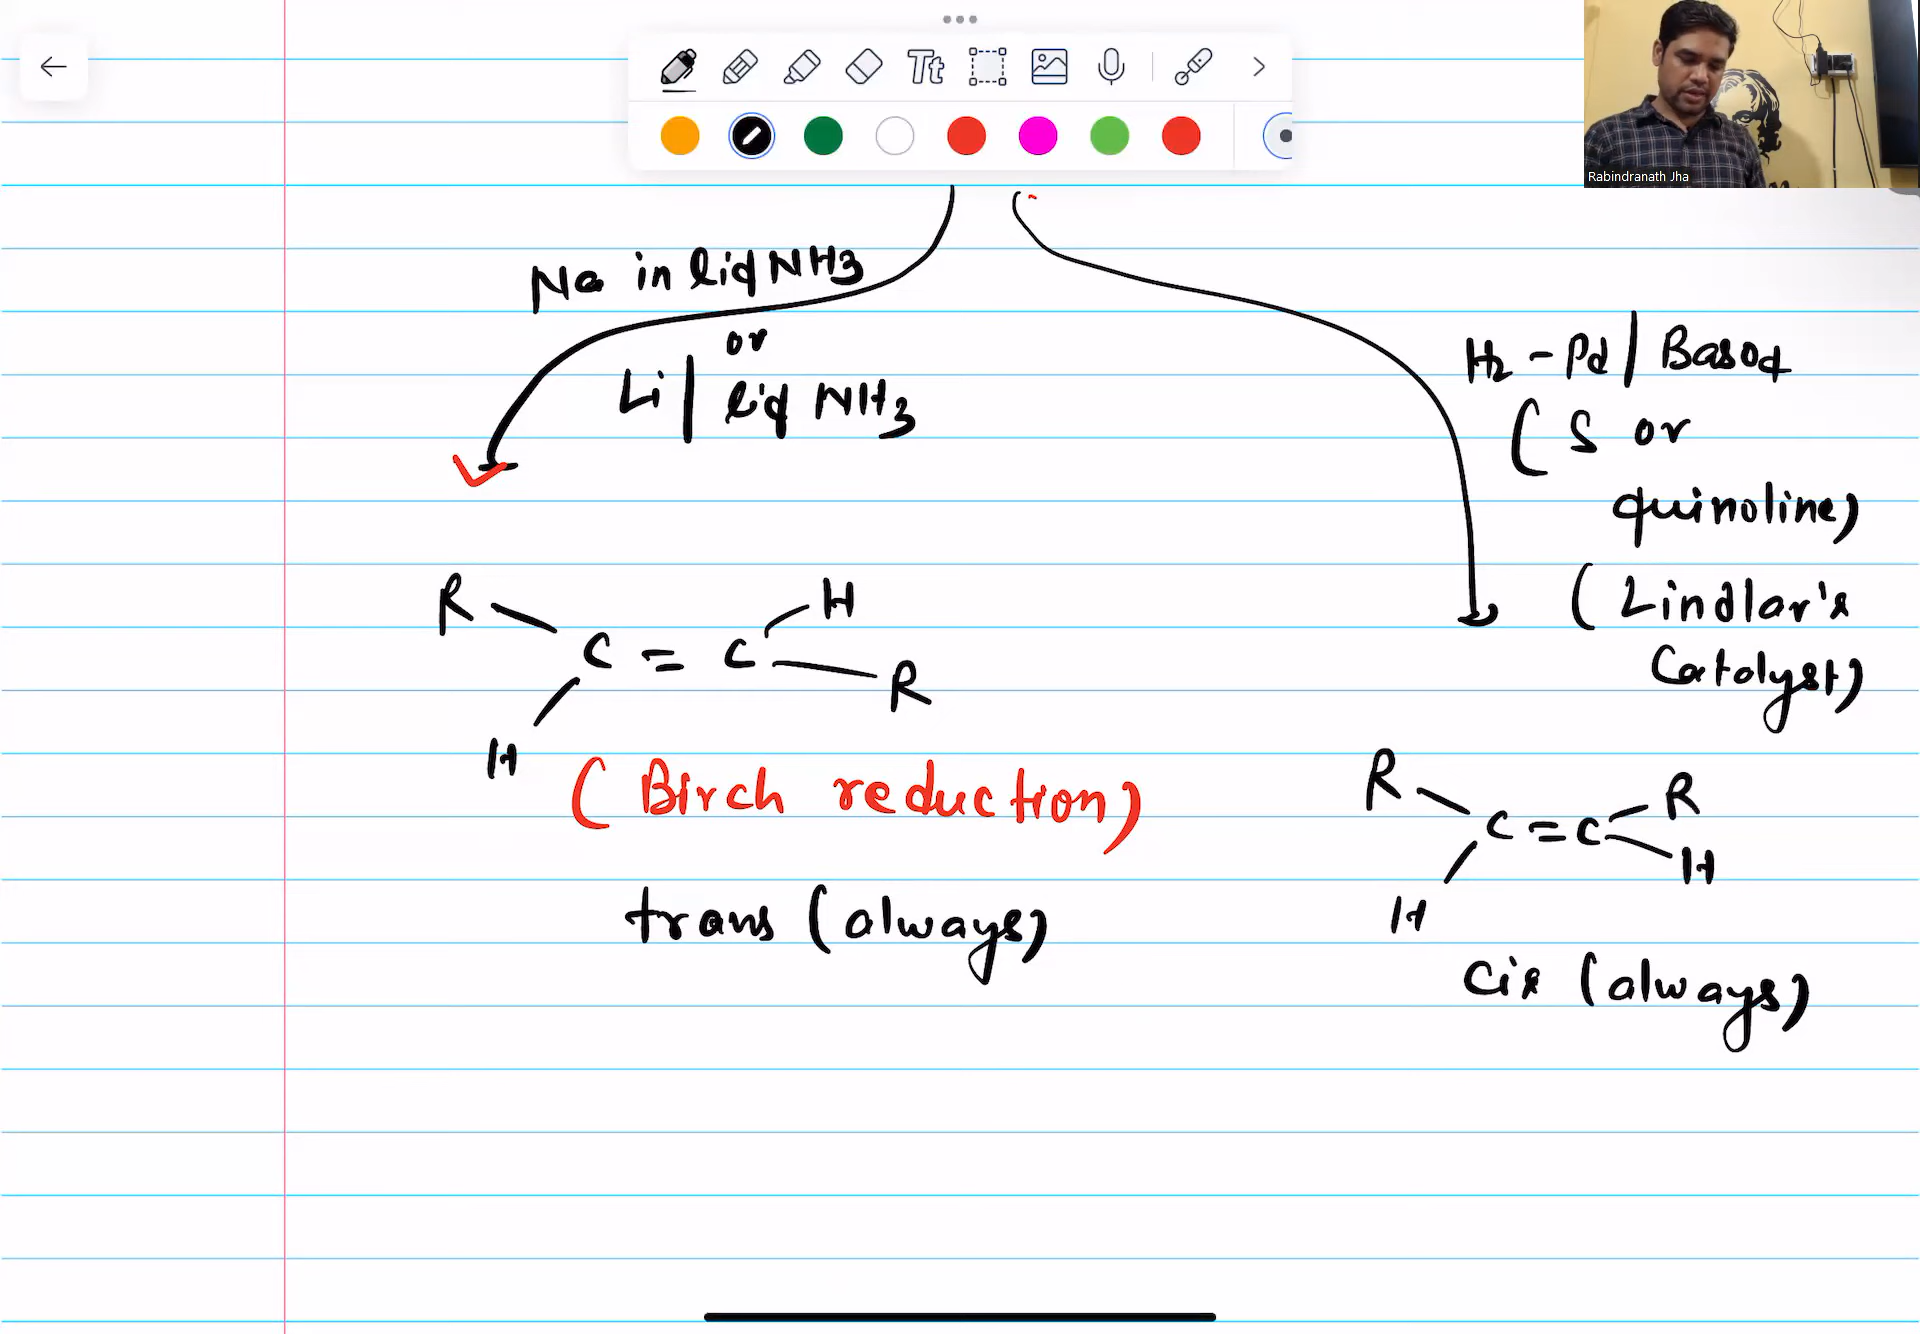 Tt
Rabindranath Jha
Na in liq NH3
or
Li | liq NH3
H2 - Pd | BaSO4
( S or
quinoline)
( Lindlar's
Catalyst)
R H
C = C
R
H
( Birch reduction)
trans (always)
R R
C = C
H
H
Cis (always)